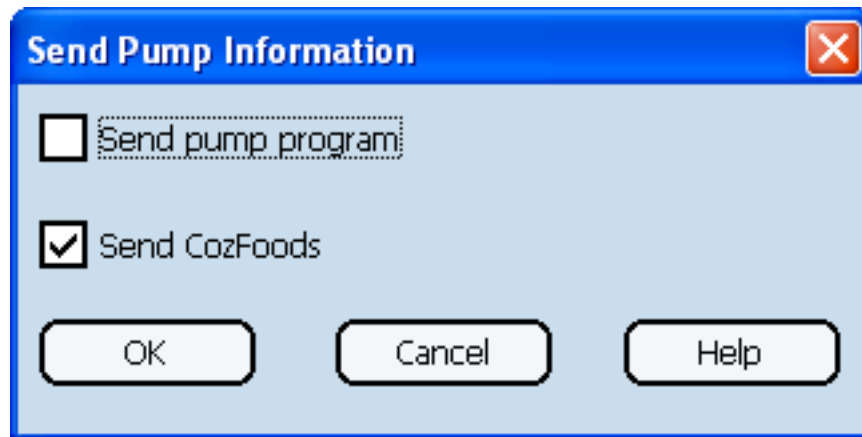 Send Pump Information
Send pump program
Send CozFoods
OK Cancel Help